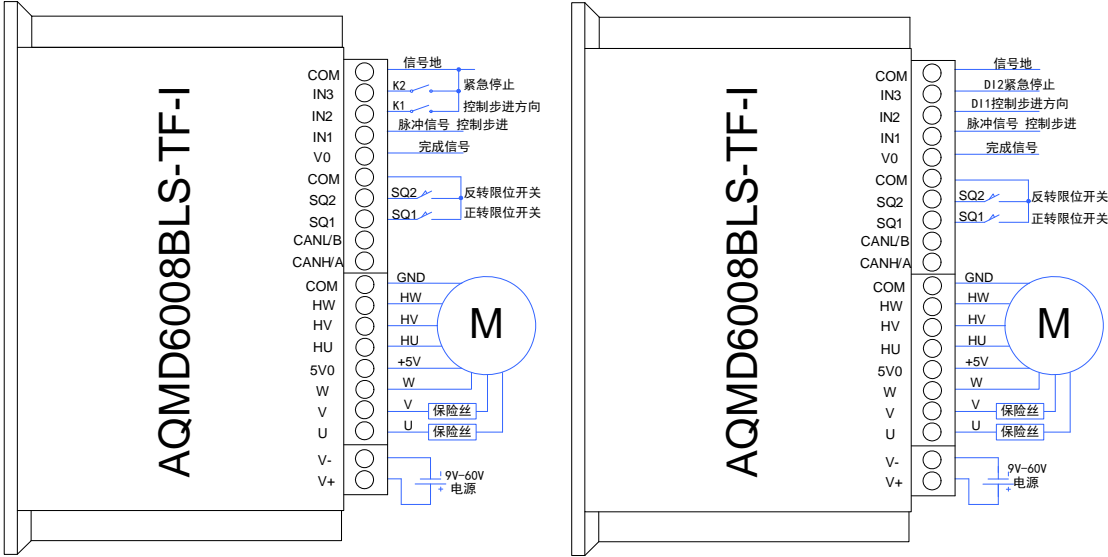 AQMD6008BLS-TF-I
COM 信号地
IN3 K2 紧急停止
IN2 K1 控制步进方向
IN1 脉冲信号 控制步进
V0 完成信号
COM
SQ2 SQ2 反转限位开关
SQ1 SQ1 正转限位开关
CANL/B
CANH/A
COM GND
HW HW
HV HV
HU HU
5V0 +5V
W W
V V 保险丝
U U 保险丝
M
V- 9V-60V
V+ + 电源
AQMD6008BLS-TF-I
COM 信号地
IN3 DI2紧急停止
IN2 DI1控制步进方向
IN1 脉冲信号 控制步进
V0 完成信号
COM
SQ2 SQ2 反转限位开关
SQ1 SQ1 正转限位开关
CANL/B
CANH/A
COM GND
HW HW
HV HV
HU HU
5V0 +5V
W W
V V 保险丝
U U 保险丝
M
V- 9V-60V
V+ + 电源